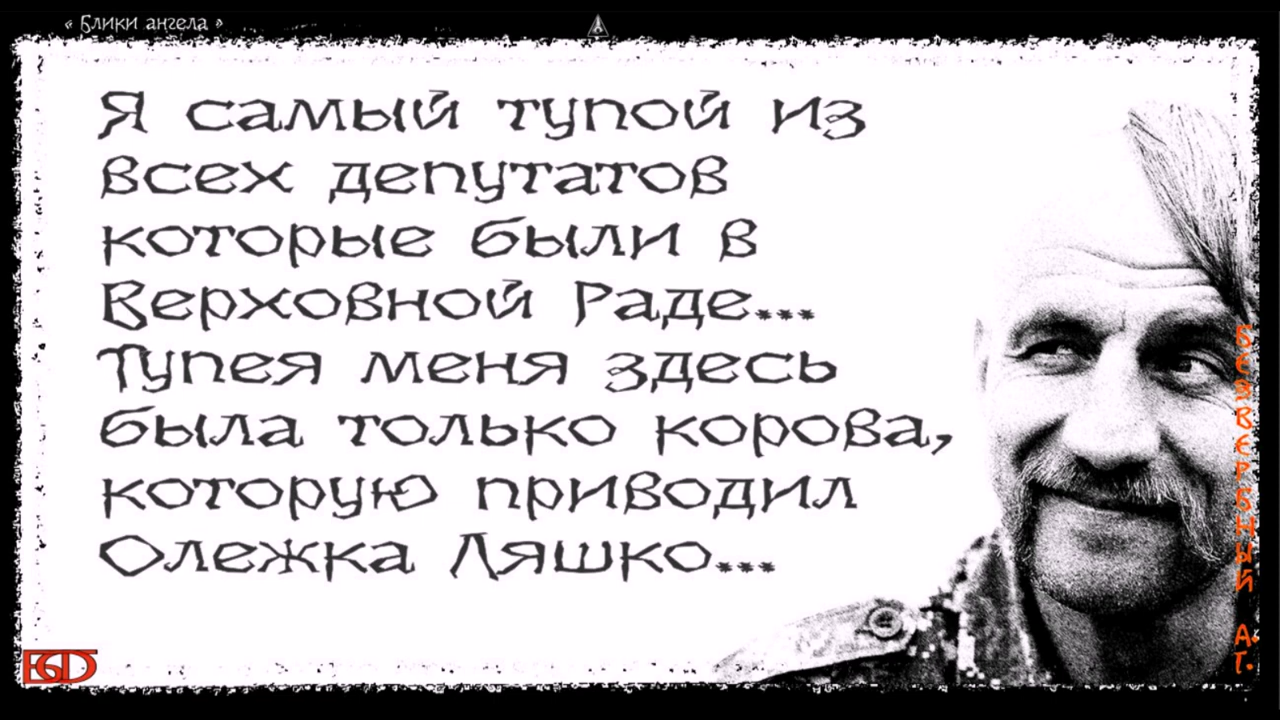 « Блики ангела »
Я самый тупой из
всех депутатов
которые были в
Верховной Раде...
Тупея меня здесь
была только корова,
которую приводил
Олежка Ляшко...
БЕЗВЕРБНИЙ А.Г.